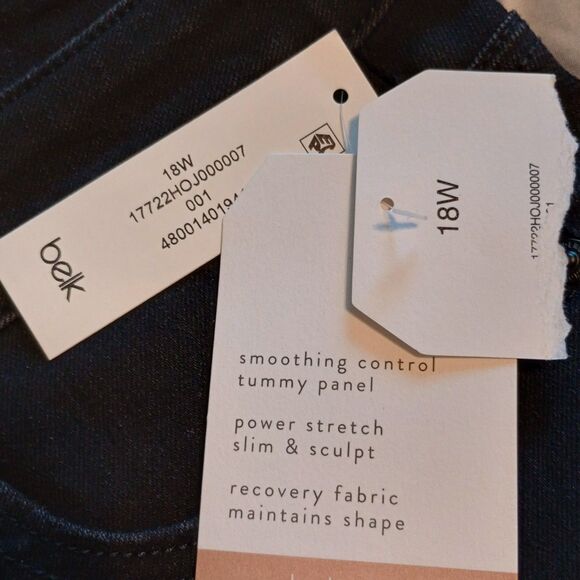 18W
17722HOJ000007
001
belk
18W
smoothing control
tummy panel
power stretch
slim & sculpt
recovery fabric
maintains shape